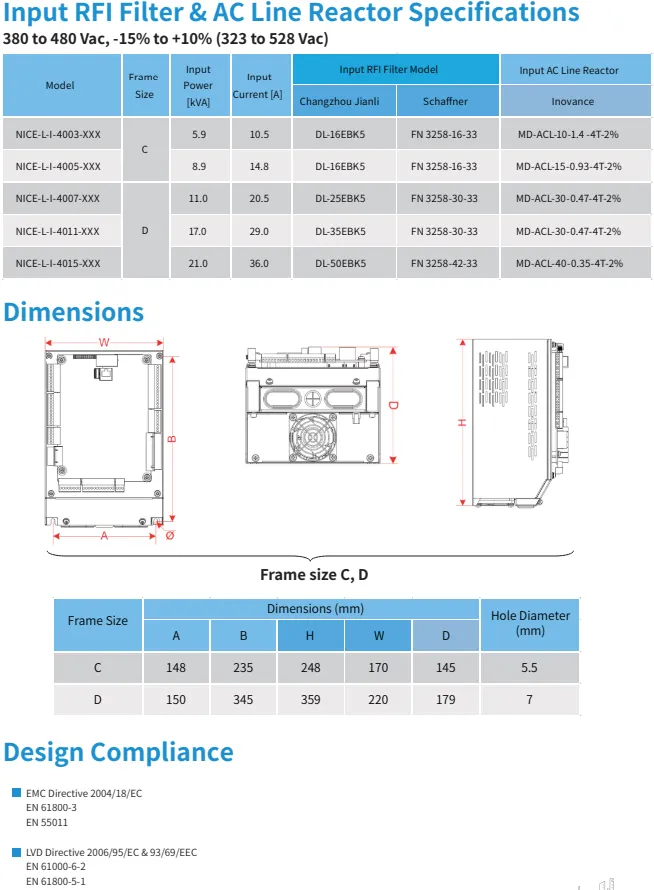 Input RFI Filter & AC Line Reactor Specifications
380 to 480 Vac, -15% to +10% (323 to 528 Vac)
Model Frame Size Input Power [kVA] Input Current [A] Input RFI Filter Model Input AC Line Reactor
Changzhou Jianli Schaffner Inovance
NICE-L-I-4003-XXX C 5.9 10.5 DL-16EBK5 FN 3258-16-33 MD-ACL-10-1.4 -4T-2%
NICE-L-I-4005-XXX 8.9 14.8 DL-16EBK5 FN 3258-16-33 MD-ACL-15-0.93-4T-2%
NICE-L-I-4007-XXX D 11.0 20.5 DL-25EBK5 FN 3258-30-33 MD-ACL-30-0.47-4T-2%
NICE-L-I-4011-XXX 17.0 29.0 DL-35EBK5 FN 3258-30-33 MD-ACL-30-0.47-4T-2%
NICE-L-I-4015-XXX 21.0 36.0 DL-50EBK5 FN 3258-42-33 MD-ACL-40-0.35-4T-2%
Dimensions
W
B
A
Ø
D
H
Frame size C, D
Frame Size Dimensions (mm) Hole Diameter (mm)
A B H W D
C 148 235 248 170 145 5.5
D 150 345 359 220 179 7
Design Compliance
EMC Directive 2004/18/EC
EN 61800-3
EN 55011
LVD Directive 2006/95/EC & 93/69/EEC
EN 61000-6-2
EN 61800-5-1